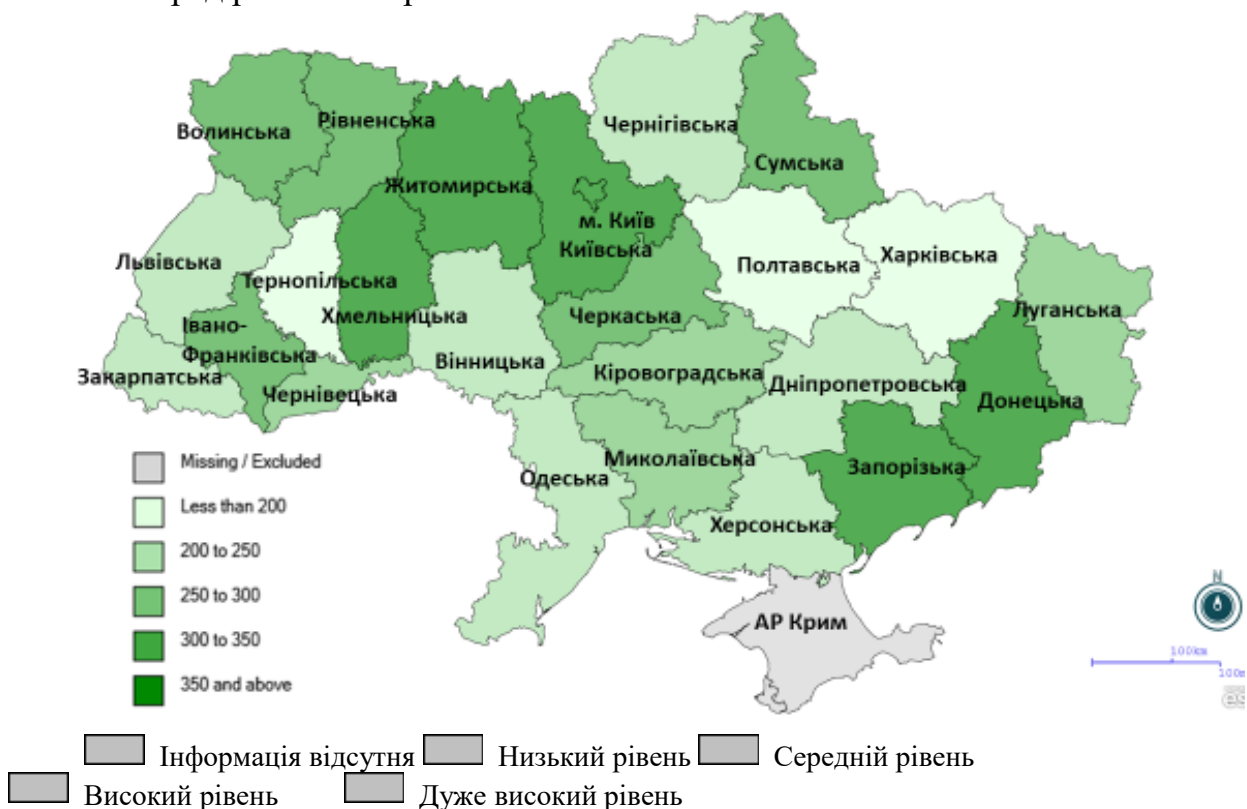 Чернігівська
Волинська
Рівненська
Сумська
Житомирська
м. Київ
Київська
Львівська
Тернопільська
Полтавська
Харківська
Хмельницька
Черкаська
Луганська
Івано-
Франківська
Вінницька
Закарпатська
Чернівецька
Кіровоградська
Дніпропетровська
Донецька
Миколаївська
Запорізька
Одеська
Херсонська
АР Крим
Missing / Excluded
Less than 200
200 to 250
250 to 300
300 to 350
350 and above
N
100km
Інформація відсутня Низький рівень Середній рівень
Високий рівень Дуже високий рівень